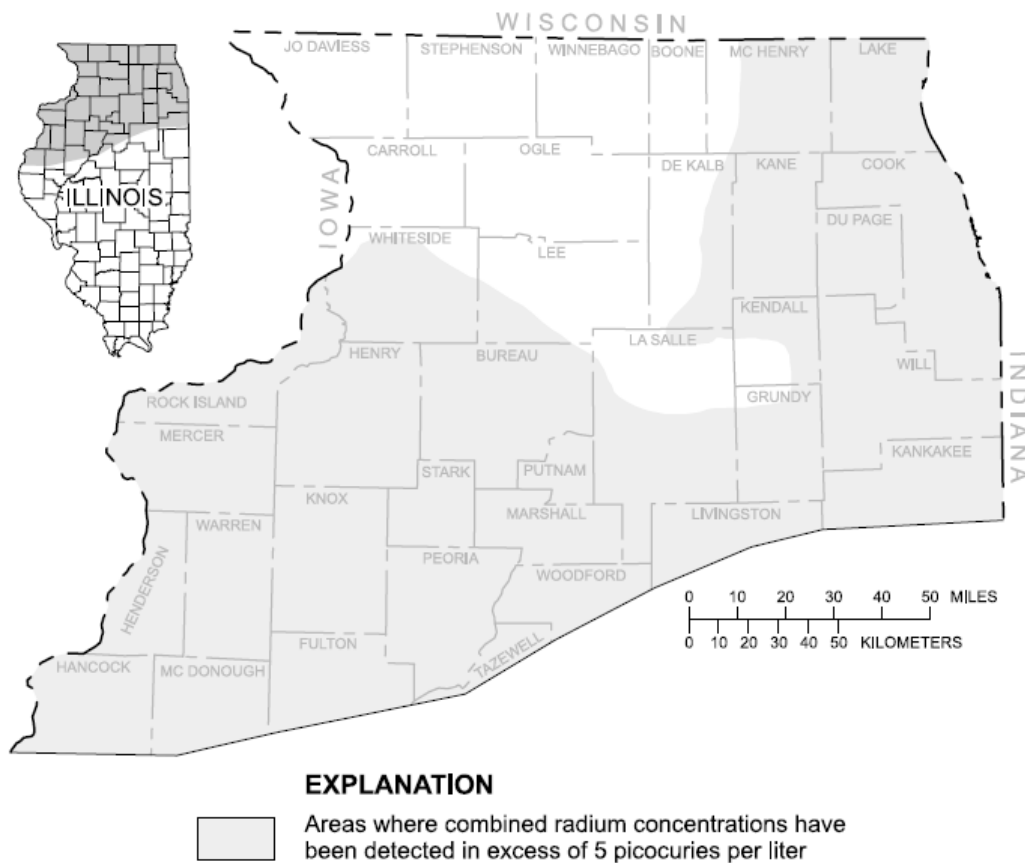 WISCONSIN
JO DAVIESS
STEPHENSON
WINNEBAGO
BOONE
MC HENRY
LAKE
CARROLL
OGLE
DE KALB
KANE
COOK
ILLINOIS
IOWA
DU PAGE
WHITESIDE
LEE
KENDALL
LA SALLE
HENRY
BUREAU
WILL
INDIANA
GRUNDY
ROCK ISLAND
MERCER
KANKAKEE
STARK
PUTNAM
KNOX
MARSHALL
LIVINGSTON
WARREN
PEORIA
WOODFORD
HENDERSON
0 10 20 30 40 50 MILES
0 10 20 30 40 50 KILOMETERS
FULTON
TAZEWELL
HANCOCK
MC DONOUGH
EXPLANATION
Areas where combined radium concentrations have
been detected in excess of 5 picocuries per liter